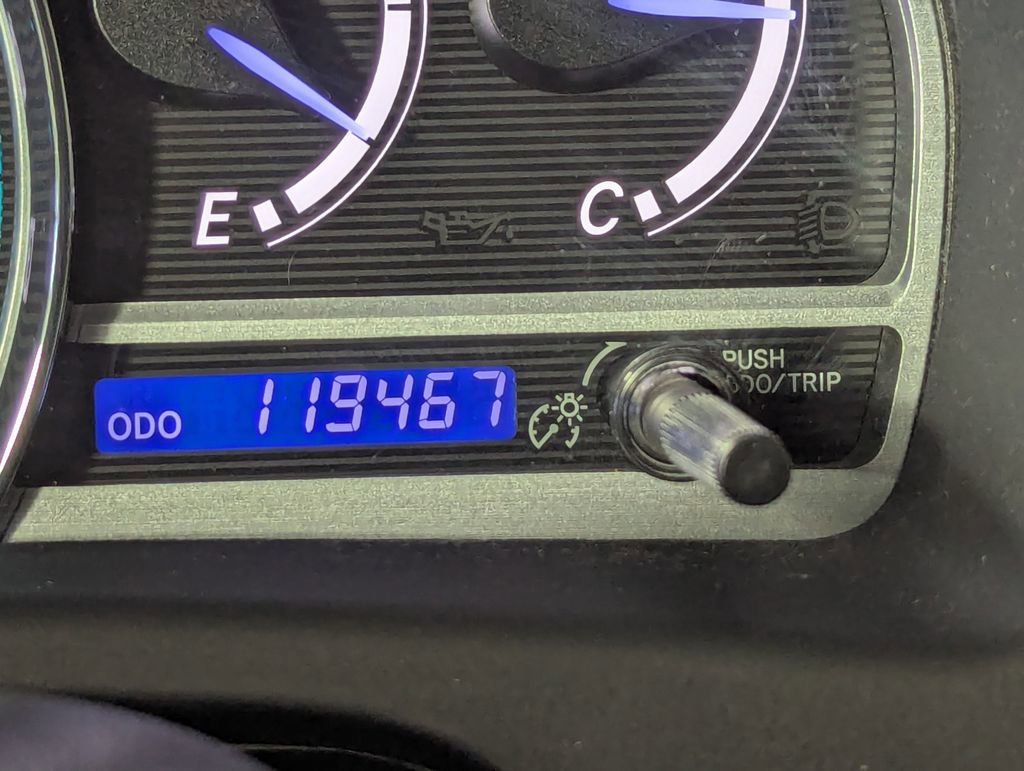 E
C
PUSH
ODO/TRIP
ODO 119467